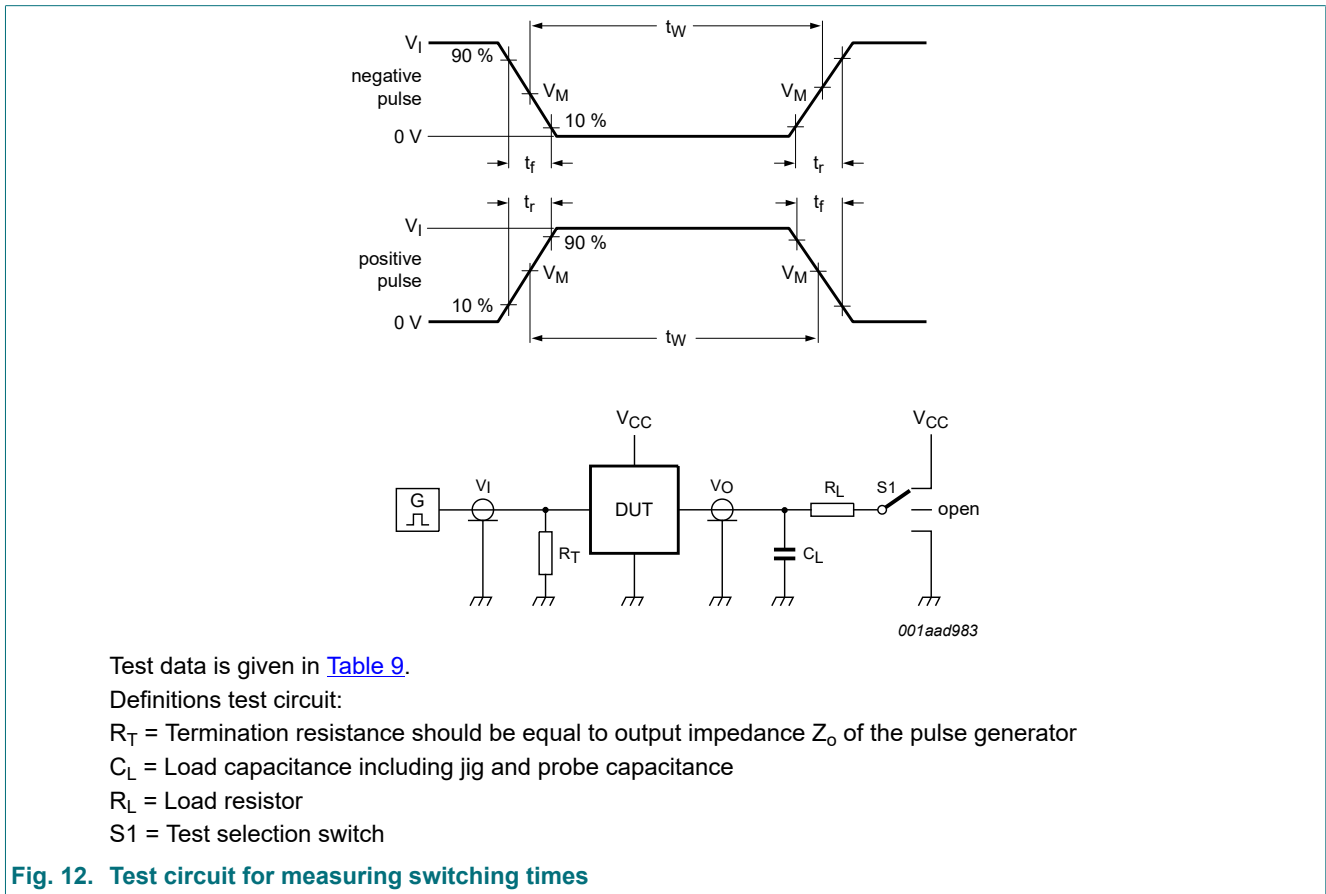 tW
VI
90 %
negative
pulse
VM
VM
10 %
0 V
tf
tr
tr
tf
VI
90 %
positive
pulse
VM
VM
10 %
0 V
tW
VCC
VCC
G
VI
DUT
VO
RL
S1
open
RT
CL
001aad983
Test data is given in Table 9.
Definitions test circuit:
RT = Termination resistance should be equal to output impedance Zo of the pulse generator
CL = Load capacitance including jig and probe capacitance
RL = Load resistor
S1 = Test selection switch
Fig. 12. Test circuit for measuring switching times